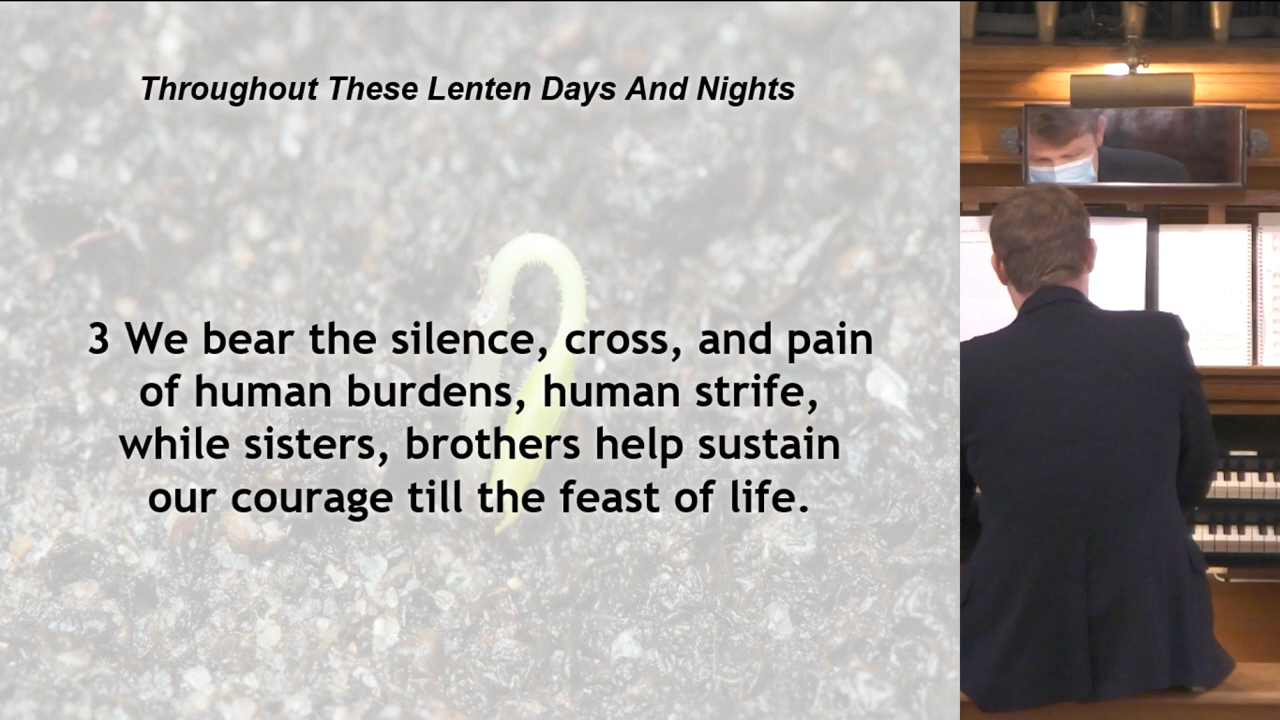 Throughout These Lenten Days And Nights
3 We bear the silence, cross, and pain
of human burdens, human strife,
while sisters, brothers help sustain
our courage till the feast of life.